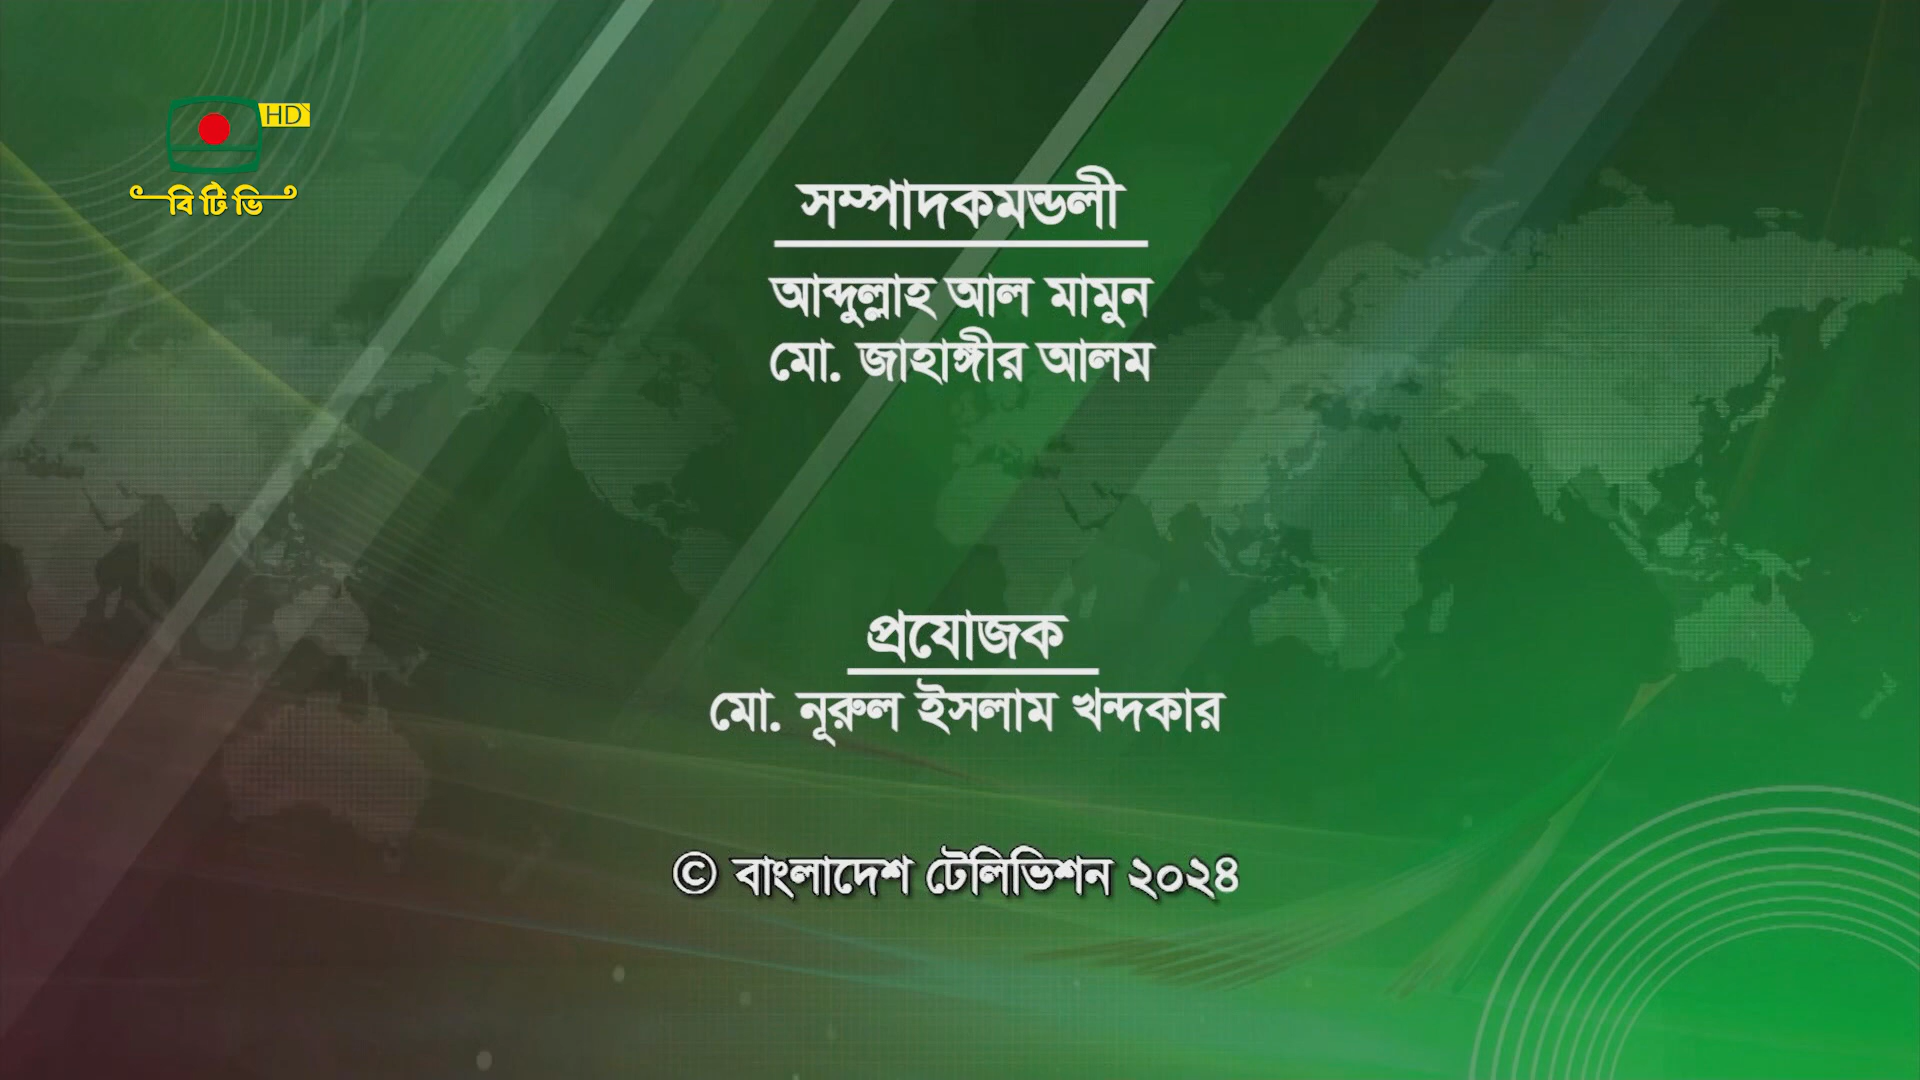 HD
বিটিভি
সম্পাদকমন্ডলী
আব্দুল্লাহ আল মামুন
মো. জাহাঙ্গীর আলম
প্রযোজক
মো. নূরুল ইসলাম খন্দকার
© বাংলাদেশ টেলিভিশন ২০২৪